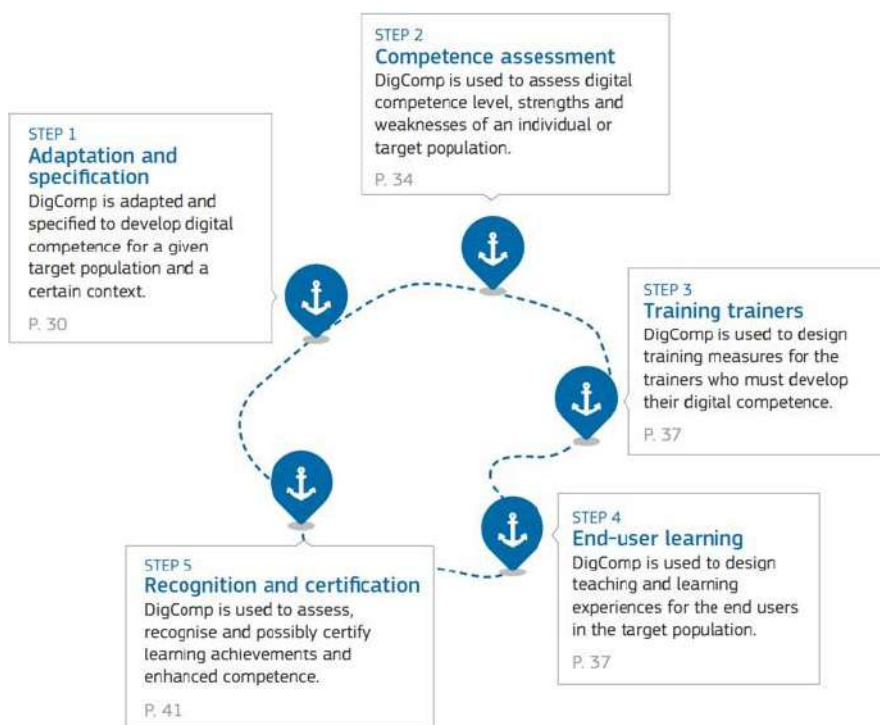 STEP 1
Adaptation and
specification
DigComp is adapted and
specified to develop digital
competence for a given
target population and a
certain context.
P. 30
STEP 2
Competence assessment
DigComp is used to assess digital
competence level, strengths and
weaknesses of an individual or
target population.
P. 34
STEP 3
Training trainers
DigComp is used to design
training measures for the
trainers who must develop
their digital competence.
P. 37
STEP 4
End-user learning
DigComp is used to design
teaching and learning
experiences for the end users
in the target population.
P. 37
STEP 5
Recognition and certification
DigComp is used to assess,
recognise and possibly certify
learning achievements and
enhanced competence.
P. 41